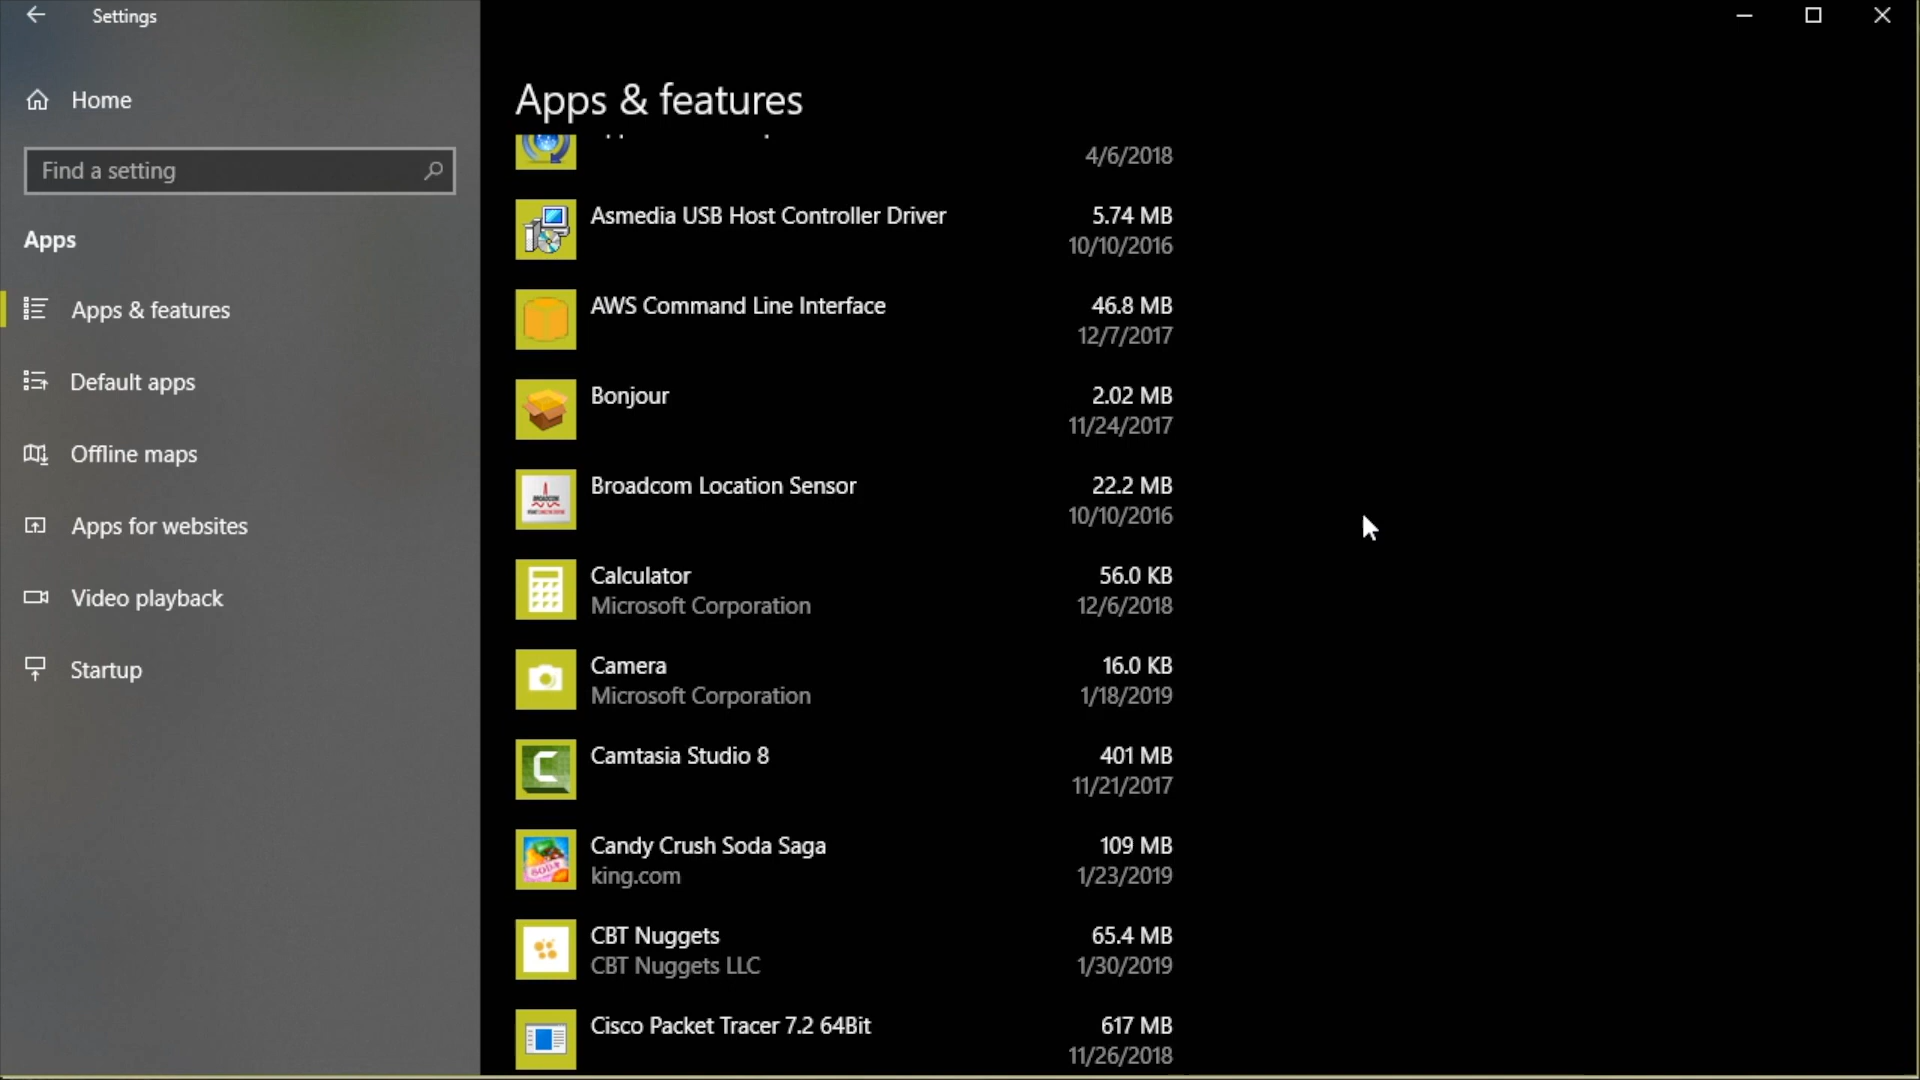 Settings
Home
Find a setting
Apps
Apps & features
Default apps
Offline maps
Apps for websites
Video playback
Startup
Apps & features
4/6/2018
Asmedia USB Host Controller Driver
5.74 MB
10/10/2016
AWS Command Line Interface
46.8 MB
12/7/2017
Bonjour
2.02 MB
11/24/2017
Broadcom Location Sensor
22.2 MB
10/10/2016
Calculator
56.0 KB
Microsoft Corporation
12/6/2018
Camera
16.0 KB
Microsoft Corporation
1/18/2019
Camtasia Studio 8
401 MB
11/21/2017
Candy Crush Soda Saga
109 MB
king.com
1/23/2019
CBT Nuggets
65.4 MB
CBT Nuggets LLC
1/30/2019
Cisco Packet Tracer 7.2 64Bit
617 MB
11/26/2018